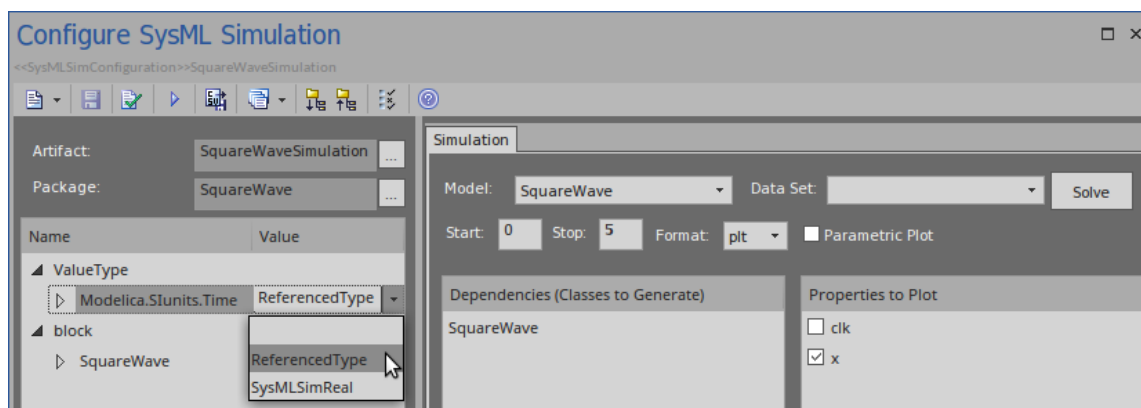 Configure SysML Simulation
<<SysMLSimConfiguration>>SquareWaveSimulation
Artifact: SquareWaveSimulation ...
Package: SquareWave ...
Name Value
ValueType
Modelica.SIunits.Time ReferencedType
block
SquareWave
ReferencedType
SysMLSimReal
Simulation
Model: SquareWave Data Set: Solve
Start: 0 Stop: 5 Format: plt Parametric Plot
Dependencies (Classes to Generate)
SquareWave
Properties to Plot
clk
x